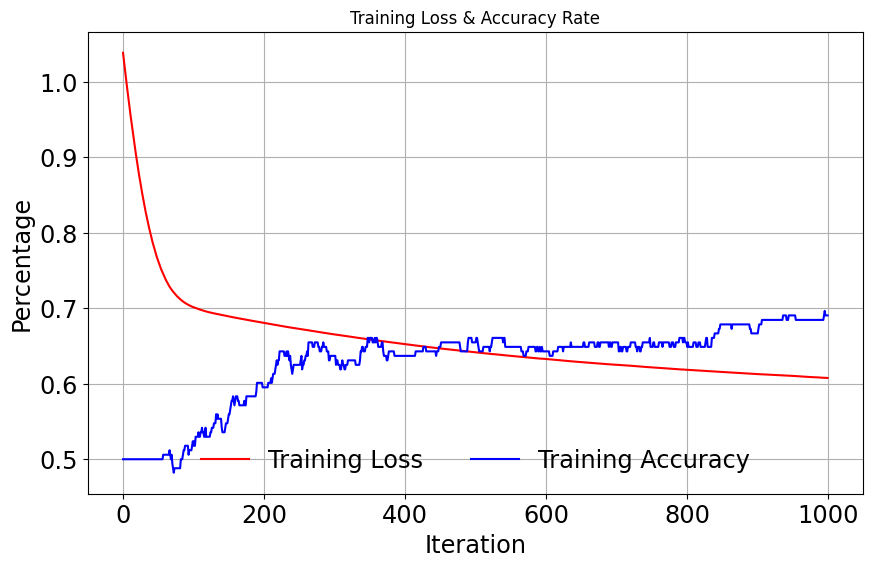 Training Loss & Accuracy Rate
Percentage
1.0
0.9
0.8
0.7
0.6
0.5
Training Loss
Training Accuracy
0 200 400 600 800 1000
Iteration